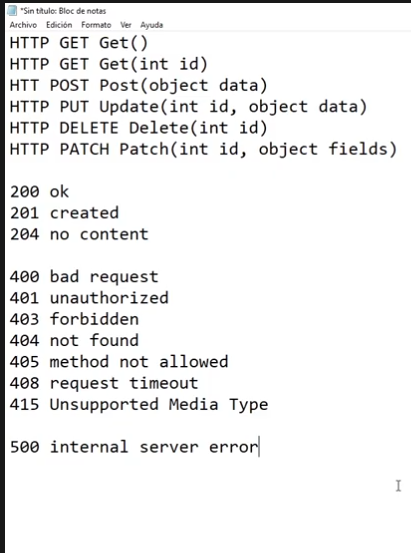 *Sin título: Bloc de notas
Archivo Edición Formato Ver Ayuda
HTTP GET Get()
HTTP GET Get(int id)
HTT POST Post(object data)
HTTP PUT Update(int id, object data)
HTTP DELETE Delete(int id)
HTTP PATCH Patch(int id, object fields)
200 ok
201 created
204 no content
400 bad request
401 unauthorized
403 forbidden
404 not found
405 method not allowed
408 request timeout
415 Unsupported Media Type
500 internal server error